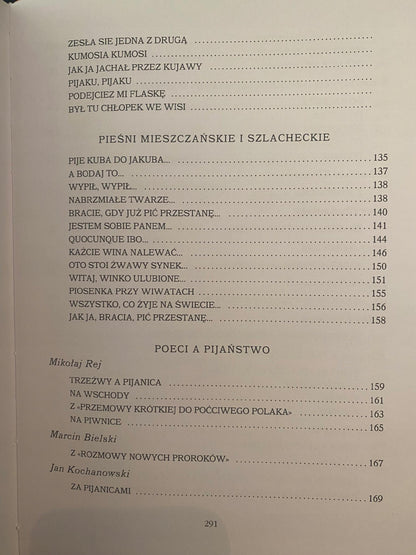 ZESŁA SIE JEDNA Z DRUGĄ
KUMOSIA KUMOSI
JAK JA JACHAŁ PRZEZ KUJAWY
PIJAKU, PIJAKU
PODEJCIEZ MI FLASKĘ
BYŁ TU CHŁOPEK WE WISI
PIEŚNI MIESZCZAŃSKIE I SZLACHECKIE
PIJE KUBA DO JAKUBA... 135
A BODAJ TO... 137
WYPIŁ, WYPIŁ... 138
NABRZMIAŁE TWARZE... 138
BRACIE, GDY JUŻ PIĆ PRZESTANĘ... 140
JESTEM SOBIE PANEM... 141
QUOCUNQUE IBO... 144
KAŻCIE WINA NALEWAĆ... 146
OTO STOI ŻWAWY SYNEK... 150
WITAJ, WINKO ULUBIONE... 151
PIOSENKA PRZY WIWATACH 155
WSZYSTKO, CO ŻYJE NA ŚWIECIE... 156
JAK JA, BRACIA, PIĆ PRZESTANĘ... 158
POECI A PIJAŃSTWO
Mikołaj Rej
TRZEŹWY A PIJANICA 159
NA WSCHODY 161
Z «PRZEMOWY KRÓTKIEJ DO POĆCIWEGO POLAKA» 163
NA PIWNICE 165
Marcin Bielski
Z «ROZMOWY NOWYCH PROROKÓW» 167
Jan Kochanowski
ZA PIJANICAMI 169
291